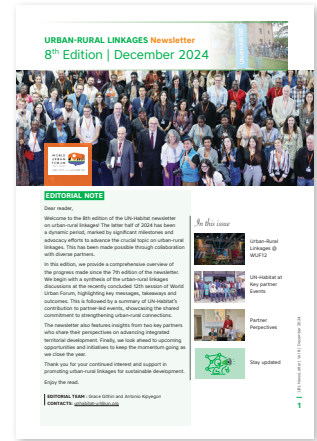 URBAN-RURAL LINKAGES Newsletter
8th Edition | December 2024
WORLD
URBAN
FORUM
EDITORIAL NOTE
Dear reader,
Welcome to the 8th edition of the UN-Habitat newsletter
on urban-rural linkages! The latter half of 2024 has been
a dynamic period, marked by significant milestones and
advocacy efforts to advance the crucial topic on urban-rural
linkages. This has been made possible through collaboration
with diverse partners.
In this edition, we provide a comprehensive overview of
the progress made since the 7th edition of the newsletter.
We begin with a synthesis of the urban-rural linkages
discussions at the recently concluded 12th session of World
Urban Forum, highlighting key messages, takeaways and
outcomes. This is followed by a summary of UN-Habitat's
contribution to partner-led events, showcasing the shared
commitment to strengthening urban-rural connections.
The newsletter also features insights from two key partners
who share their perspectives on advancing integrated
territorial development. Finally, we look ahead to upcoming
opportunities and initiatives to keep the momentum going as
we close the year.
Thank you for your continued interest and support in
promoting urban-rural linkages for sustainable development.
Enjoy the read.
EDITORIAL TEAM : Grace Githiri and Antonio Kipyegon
CONTACTS: unhabitat-url@un.org
In this issue
Urban-Rural
Linkages @
WUF12
UN-Habitat at
Key partner
Events
Partner
Perpectives
Stay updated
1